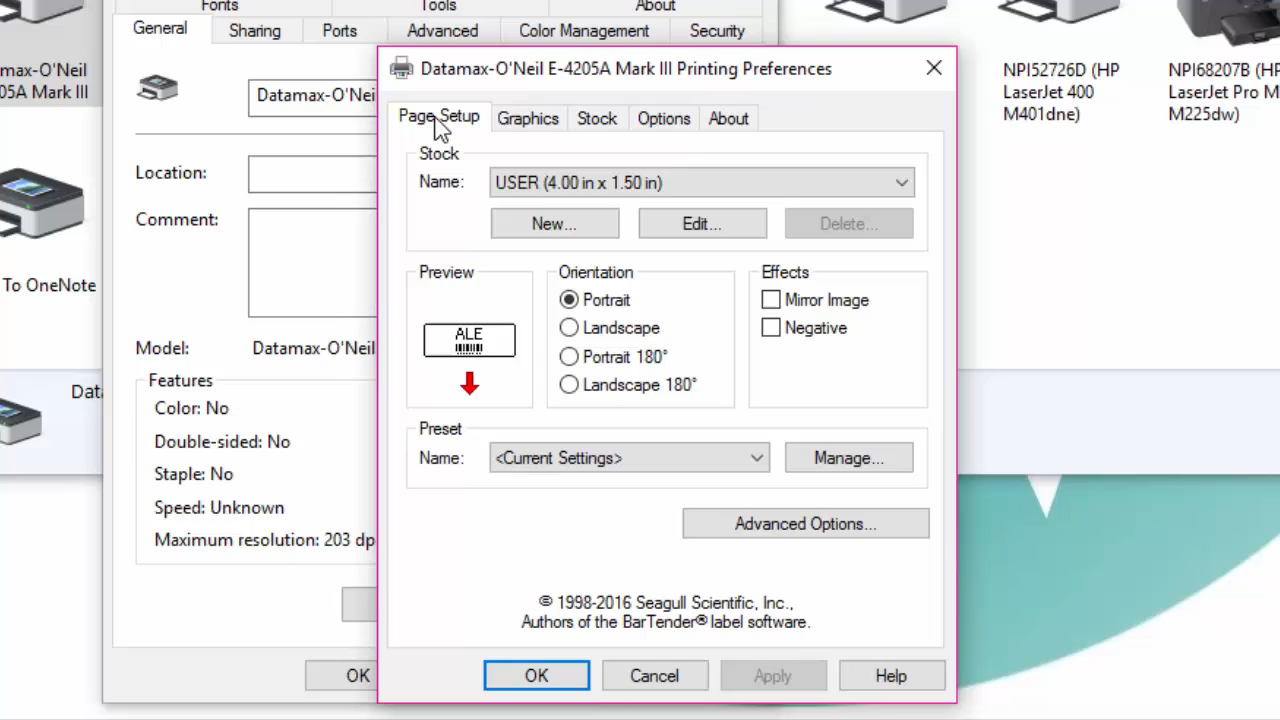 Fonts
Tools
About
General
Sharing
Ports
Advanced
Color Management
Security
max-O'Neil
05A Mark III
Datamax-O'Nei
Location:
Comment:
To OneNote
Model:
Datamax-O'Neil
Features
Color: No
Double-sided: No
Staple: No
Speed: Unknown
Maximum resolution: 203 dp
Data
OK
Datamax-O'Neil E-4205A Mark III Printing Preferences
Page Setup
Graphics
Stock
Options
About
Stock
Name:
USER (4.00 in x 1.50 in)
New...
Edit...
Delete...
Preview
ALE
Orientation
Portrait
Landscape
Portrait 180°
Landscape 180°
Effects
Mirror Image
Negative
Preset
Name:
<Current Settings>
Manage...
Advanced Options...
© 1998-2016 Seagull Scientific, Inc.,
Authors of the BarTender® label software.
OK
Cancel
Apply
Help
NPI52726D (HP
LaserJet 400
M401dne)
NPI68207B (HP
LaserJet Pro M
M225dw)